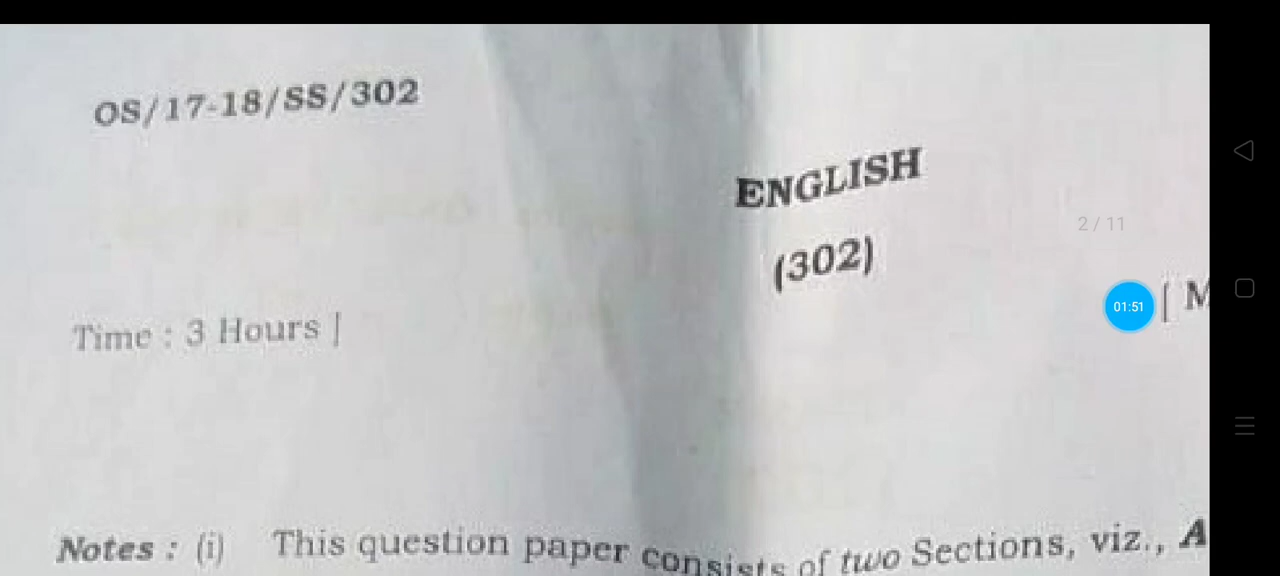 OS/17-18/SS/302
ENGLISH
2 / 11
(302)
01:51
[ M
Time : 3 Hours ]
Notes : (i) This question paper consists of two Sections, viz., A